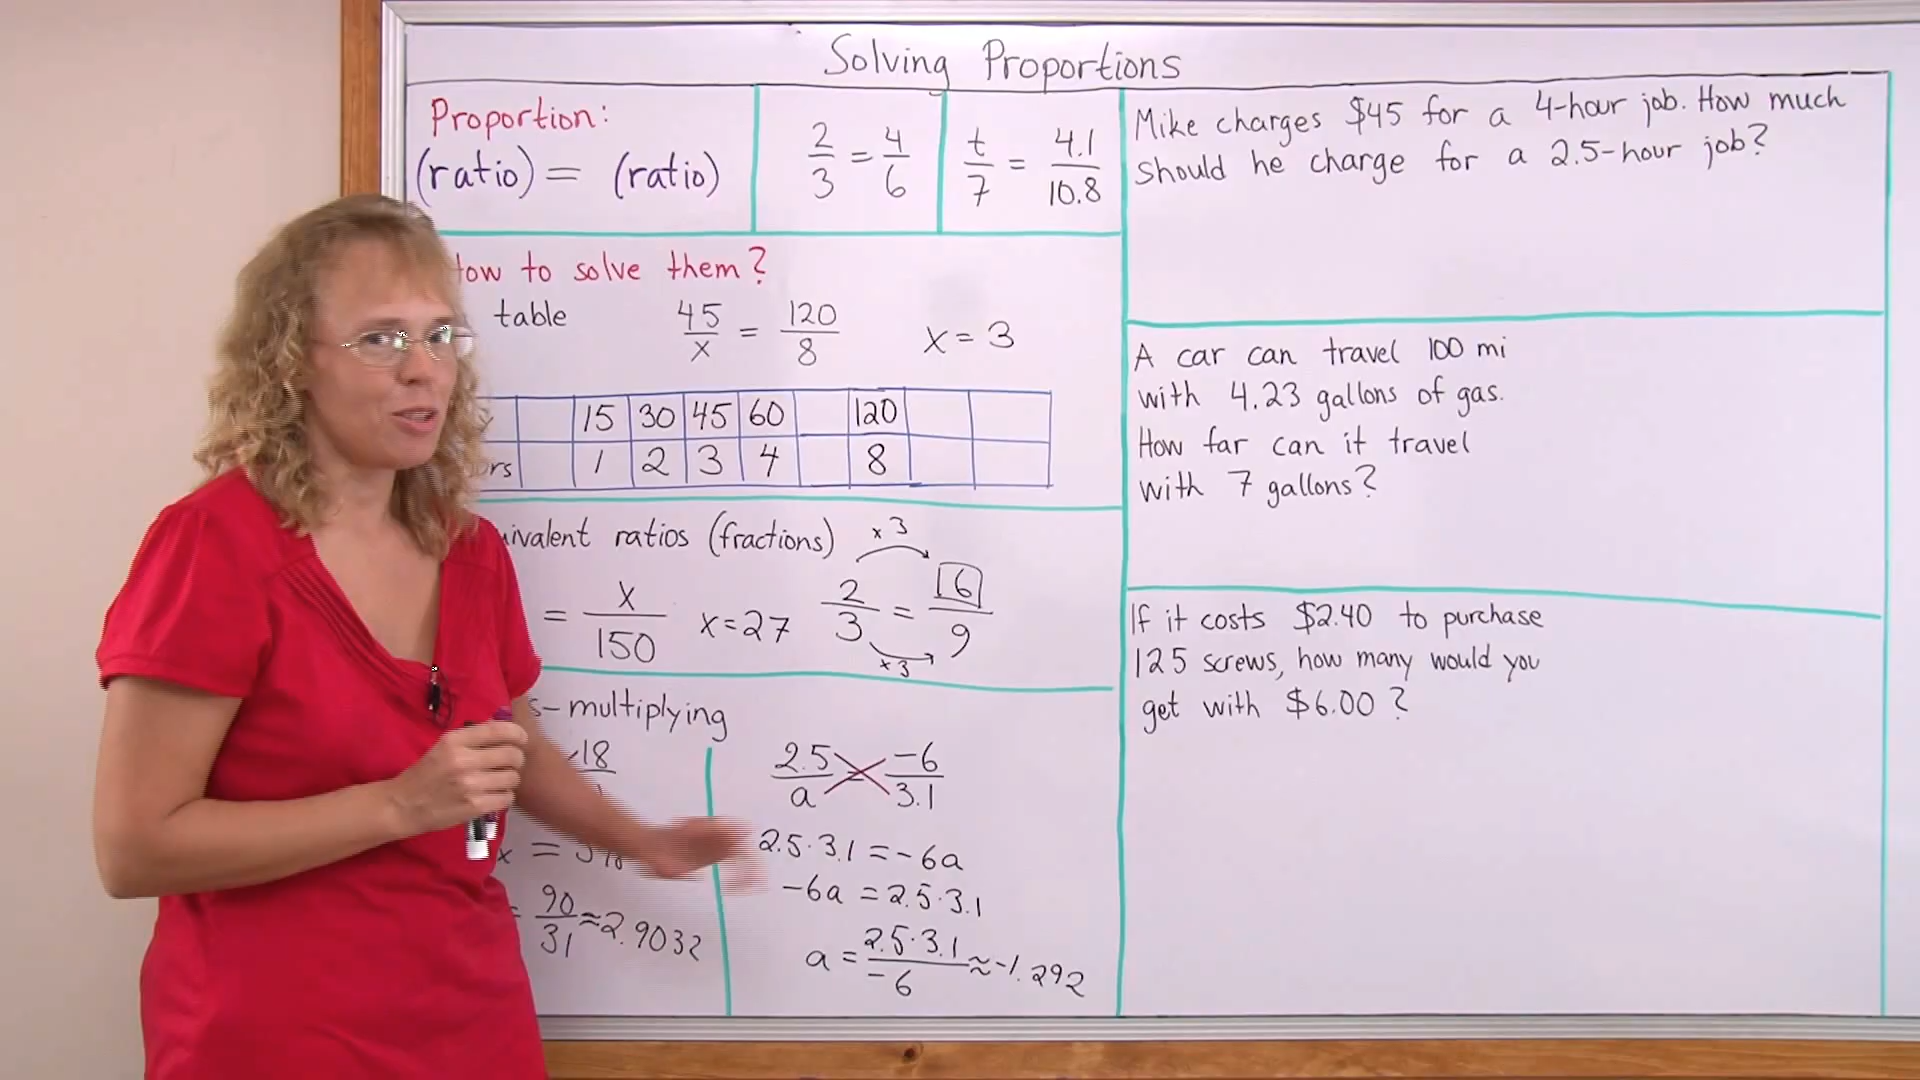 Solving Proportions
Proportion:
(ratio) = (ratio)
2/3 = 4/6
t/7 = 4.1/10.8
How to solve them?
table
45/x = 120/8
x = 3
15 30 45 60 120
1 2 3 4 8
ratios (fractions)
x 3
= x/150
x = 27
2/3 = 6/9
x 3
-multiplying
18
2.5/a = -6/3.1
x =
2.5·3.1 = -6a
-6a = 2.5·3.1
= 90/31 ≈ 2.9032
a = 2.5·3.1/-6 ≈ -1.292
Mike charges $45 for a 4-hour job. How much
should he charge for a 2.5-hour job?
A car can travel 100 mi
with 4.23 gallons of gas.
How far can it travel
with 7 gallons?
If it costs $2.40 to purchase
125 screws, how many would you
get with $6.00?